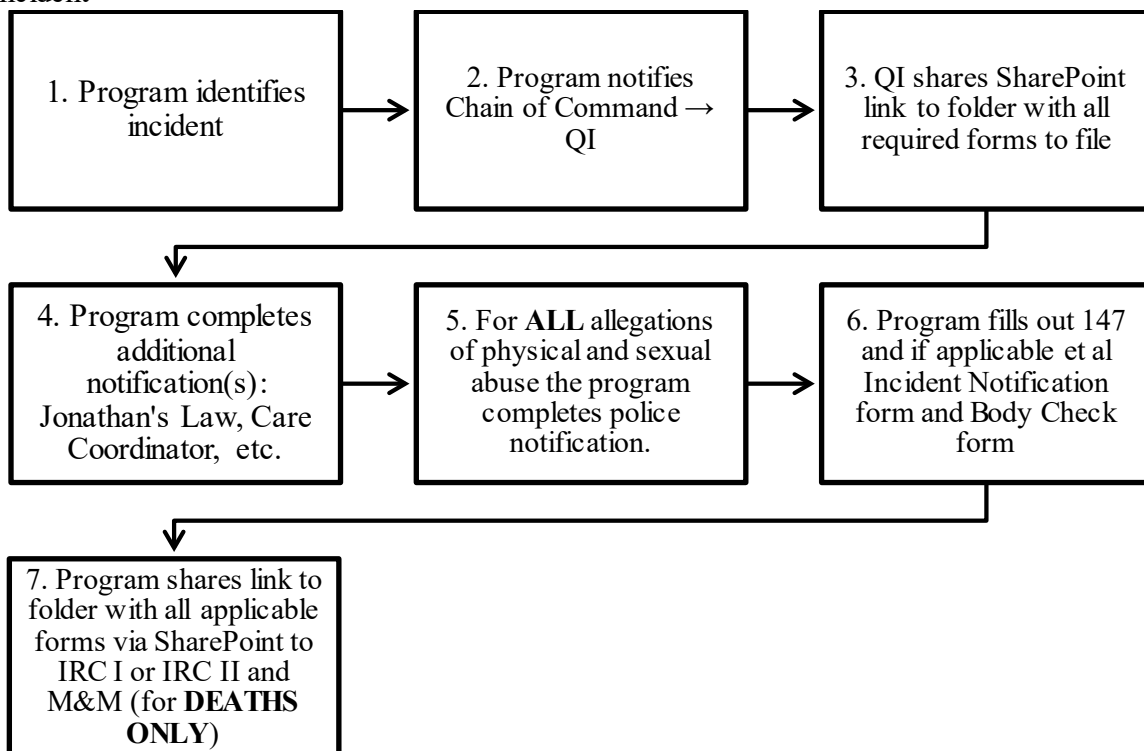 1. Program identifies
incident
2. Program notifies
Chain of Command →
QI
3. QI shares SharePoint
link to folder with all
required forms to file
4. Program completes
additional
notification(s):
Jonathan's Law, Care
Coordinator, etc.
5. For ALL allegations
of physical and sexual
abuse the program
completes police
notification.
6. Program fills out 147
and if applicable et al
Incident Notification
form and Body Check
form
7. Program shares link to
folder with all applicable
forms via SharePoint to
IRC I or IRC II and
M&M (for DEATHS
ONLY)